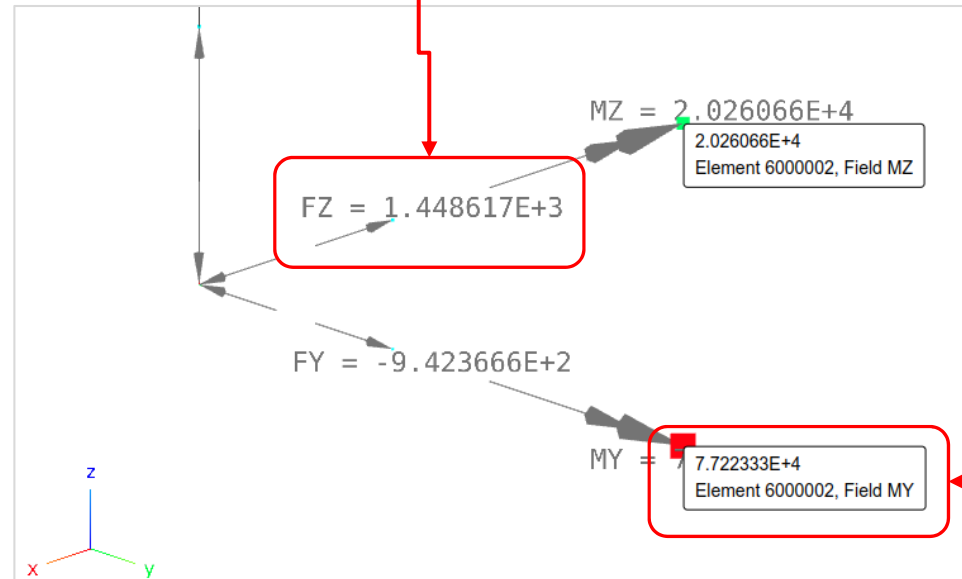 MZ = 2.026066E+4
2.026066E+4
Element 6000002, Field MZ
FZ = 1.448617E+3
FY = -9.423666E+2
MY = 7
7.722333E+4
Element 6000002, Field MY
z
x
y